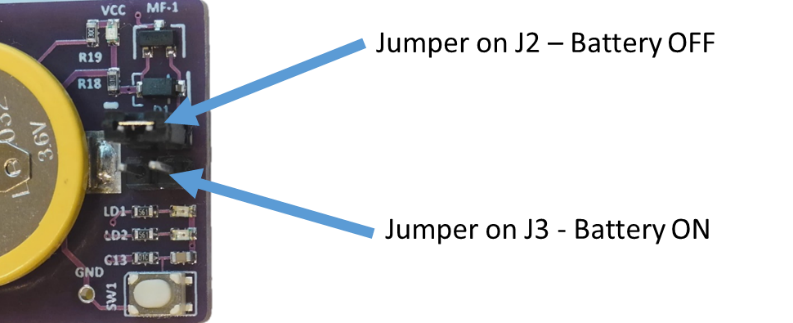 VCC
MF-1
Jumper on J2 – Battery OFF
R19
R18
D1
3.6V
LD1
LD2
Jumper on J3 - Battery ON
C13
GND
SW1